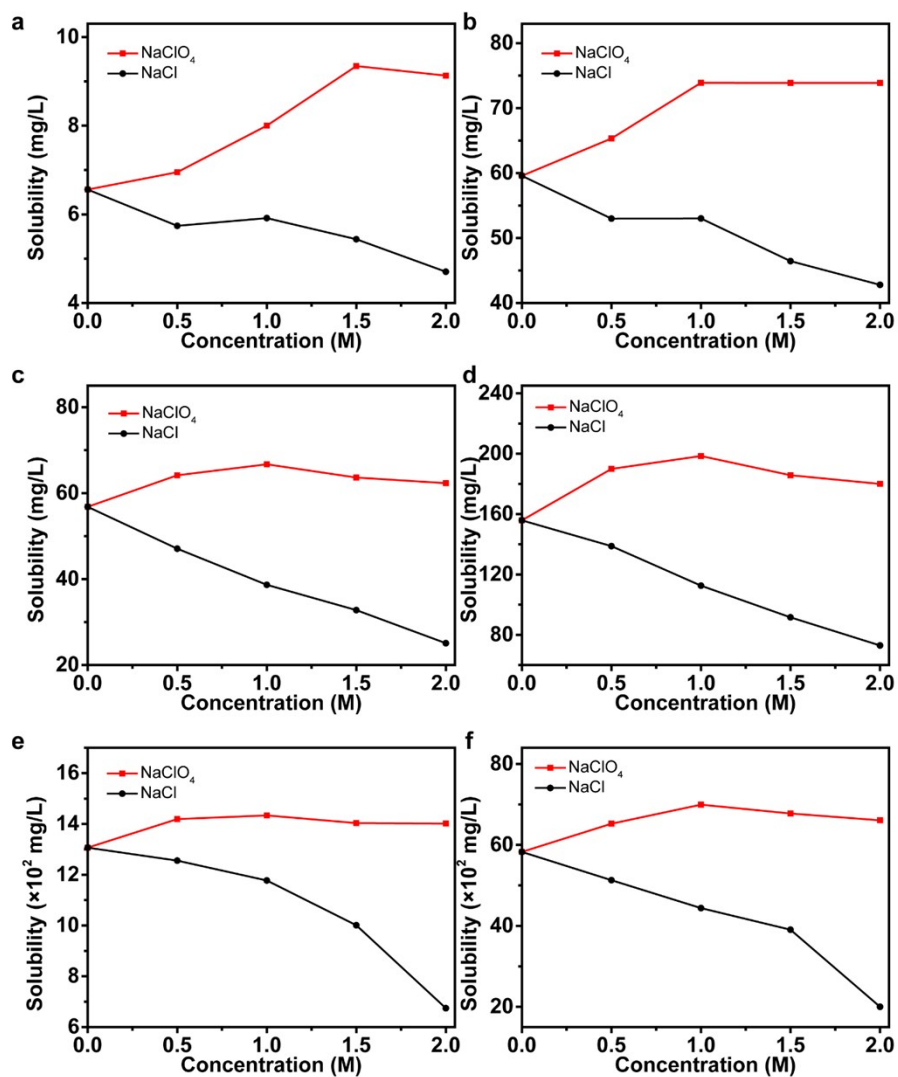 a
Solubility (mg/L)
10
8
6
4
NaClO₄
NaCl
0.0 0.5 1.0 1.5 2.0
Concentration (M)
b
Solubility (mg/L)
80
70
60
50
40
NaClO₄
NaCl
0.0 0.5 1.0 1.5 2.0
Concentration (M)
c
Solubility (mg/L)
80
60
40
20
NaClO₄
NaCl
0.0 0.5 1.0 1.5 2.0
Concentration (M)
d
Solubility (mg/L)
240
200
160
120
80
NaClO₄
NaCl
0.0 0.5 1.0 1.5 2.0
Concentration (M)
e
Solubility (×10² mg/L)
16
14
12
10
8
6
NaClO₄
NaCl
0.0 0.5 1.0 1.5 2.0
Concentration (M)
f
Solubility (×10² mg/L)
80
60
40
20
NaClO₄
NaCl
0.0 0.5 1.0 1.5 2.0
Concentration (M)